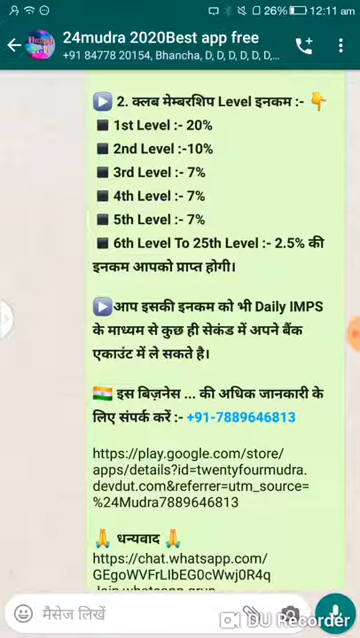 26% 12:11 am
24mudra 2020Best app free
+91 84778 20154, Bhancha, D, D, D, D, D, D,...
2. क्लब मेम्बरशिप Level इनकम :-
1st Level :- 20%
2nd Level :-10%
3rd Level :- 7%
4th Level :- 7%
5th Level :- 7%
6th Level To 25th Level :- 2.5% की
इनकम आपको प्राप्त होगी।
आप इसकी इनकम को भी Daily IMPS
के माध्यम से कुछ ही सेकंड में अपने बैंक
एकाउंट में ले सकते है।
इस बिज़नेस ... की अधिक जानकारी के
लिए संपर्क करें :- +91-7889646813
https://play.google.com/store/
apps/details?id=twentyfourmudra.
devdut.com&referrer=utm_source=
%24Mudra7889646813
धन्यवाद
https://chat.whatsapp.com/
GEgoWVFrLIbEG0cWwj0R4q
मैसेज लिखें
DU Recorder